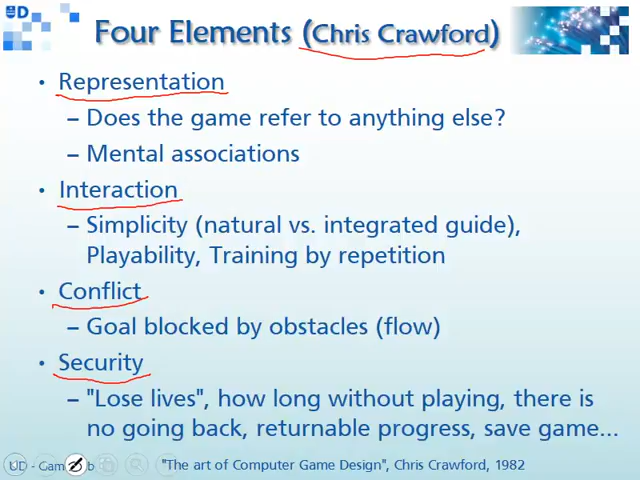 UD
Four Elements (Chris Crawford)
• Representation
– Does the game refer to anything else?
– Mental associations
• Interaction
– Simplicity (natural vs. integrated guide),
Playability, Training by repetition
• Conflict
– Goal blocked by obstacles (flow)
• Security
– "Lose lives", how long without playing, there is
no going back, returnable progress, save game...
UD - Gam b
"The art of Computer Game Design", Chris Crawford, 1982